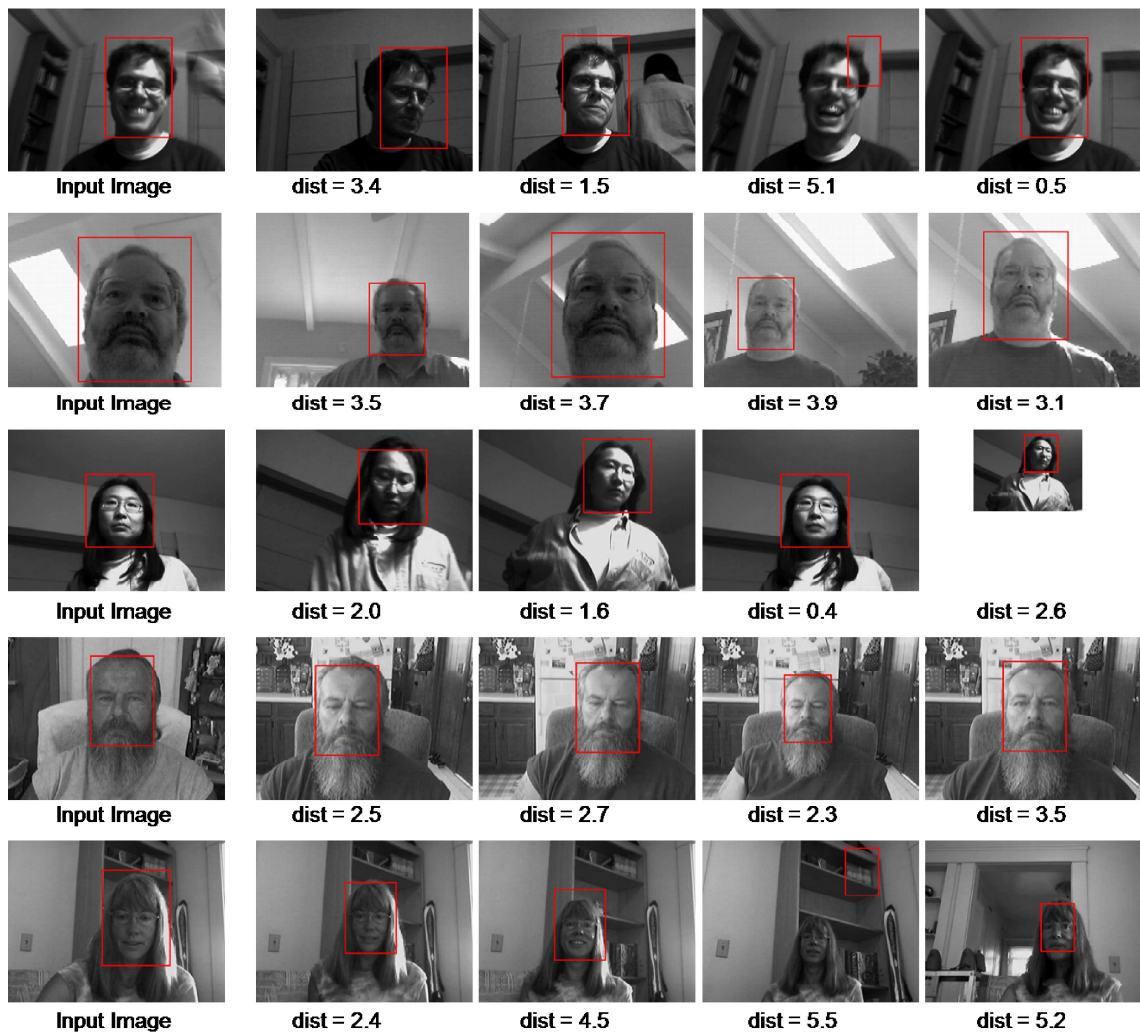 Input Image dist = 3.4 dist = 1.5 dist = 5.1 dist = 0.5
Input Image dist = 3.5 dist = 3.7 dist = 3.9 dist = 3.1
Input Image dist = 2.0 dist = 1.6 dist = 0.4 dist = 2.6
Input Image dist = 2.5 dist = 2.7 dist = 2.3 dist = 3.5
Input Image dist = 2.4 dist = 4.5 dist = 5.5 dist = 5.2